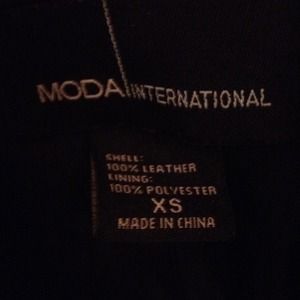 MODA INTERNATIONAL
SHELL:
100% LEATHER
LINING:
100% POLYESTER
XS
MADE IN CHINA